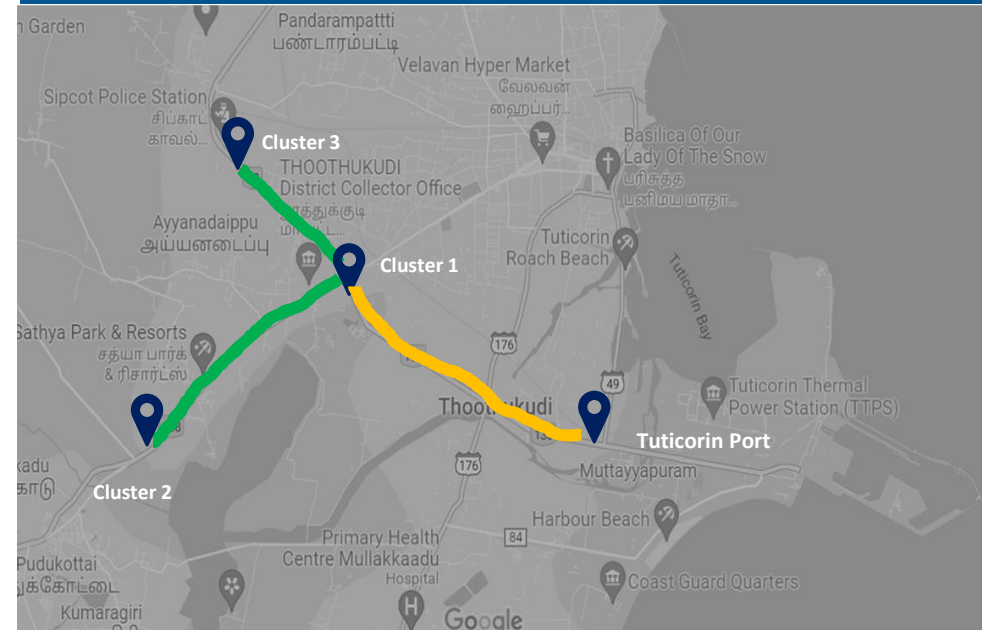 Garden
Pandarampattti
பண்டாரம்பட்டி
Velavan Hyper Market
வேலவன்
ஹைப்பர்...
Sipcot Police Station
சிப்காட்
காவல்...
Cluster 3
Basilica Of Our
Lady Of The Snow
பரிசுத்த
பனிமய மாதா...
THOOTHUKUDI
District Collector Office
தூத்துக்குடி
Ayyanadaippu
அய்யனடைப்பு
Tuticorin
Roach Beach
Cluster 1
Tuticorin Bay
Sathya Park & Resorts
சத்யா பார்க்
& ரிசார்ட்ஸ்
176
49
Tuticorin Thermal
Power Station (TTPS)
Thoothukudi
Tuticorin Port
176
Muttayyapuram
Cluster 2
Harbour Beach
84
Primary Health
Centre Mullakkaadu
Hospital
H
Pudukottai
Coast Guard Quarters
Kumaragiri
Google